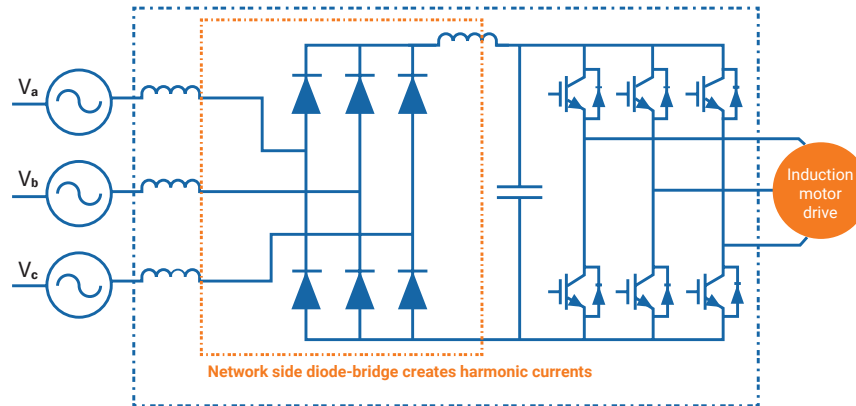 Va
Vb
Vc
Induction
motor
drive
Network side diode-bridge creates harmonic currents